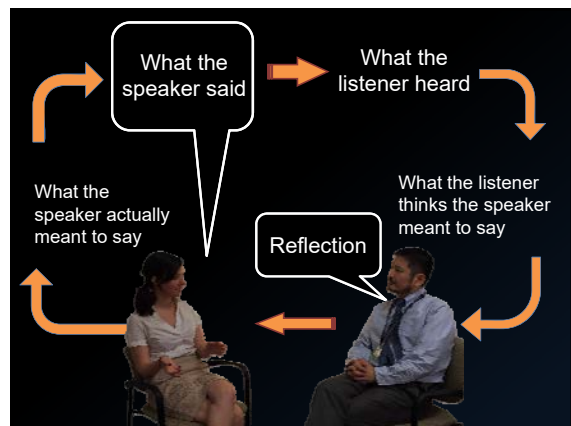 What the
speaker said
What the
listener heard
What the listener
thinks the speaker
meant to say
Reflection
What the
speaker actually
meant to say